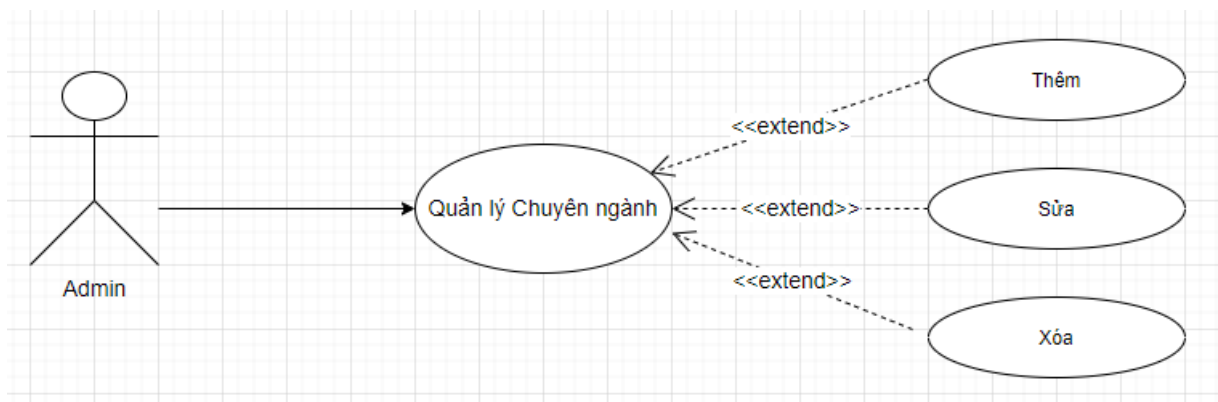 Thêm
<<extend>>
Quản lý Chuyên ngành
<<extend>>
Sửa
Admin
<<extend>>
Xóa